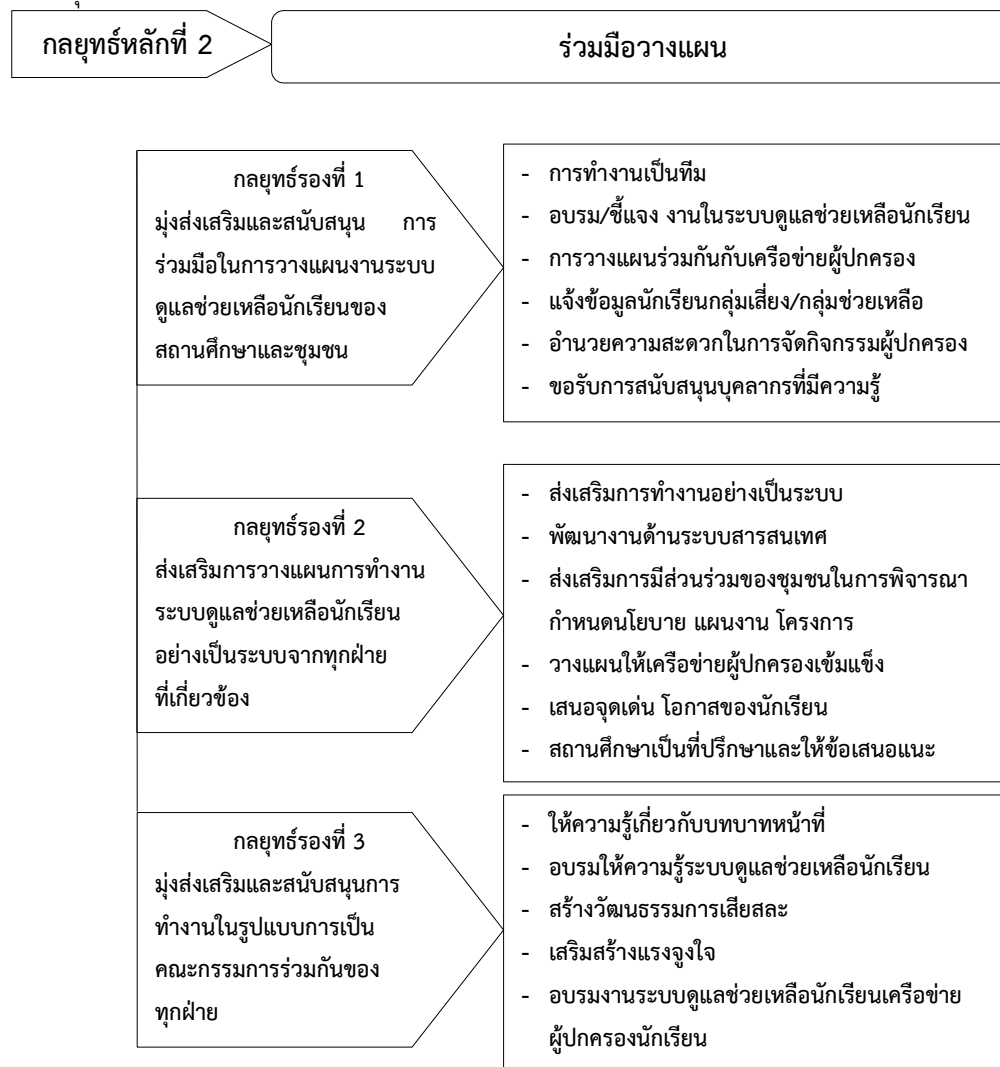 กลยุทธ์หลักที่ 2
ร่วมมือวางแผน
กลยุทธ์รองที่ 1
มุ่งส่งเสริมและสนับสนุน การ
ร่วมมือในการวางแผนงานระบบ
ดูแลช่วยเหลือนักเรียนของ
สถานศึกษาและชุมชน
- การทำงานเป็นทีม
- อบรม/ชี้แจง งานในระบบดูแลช่วยเหลือนักเรียน
- การวางแผนร่วมกันกับเครือข่ายผู้ปกครอง
- แจ้งข้อมูลนักเรียนกลุ่มเสี่ยง/กลุ่มช่วยเหลือ
- อำนวยความสะดวกในการจัดกิจกรรมผู้ปกครอง
- ขอรับการสนับสนุนบุคลากรที่มีความรู้
กลยุทธ์รองที่ 2
ส่งเสริมการวางแผนการทำงาน
ระบบดูแลช่วยเหลือนักเรียน
อย่างเป็นระบบจากทุกฝ่าย
ที่เกี่ยวข้อง
- ส่งเสริมการทำงานอย่างเป็นระบบ
- พัฒนางานด้านระบบสารสนเทศ
- ส่งเสริมการมีส่วนร่วมของชุมชนในการพิจารณา
กำหนดนโยบาย แผนงาน โครงการ
- วางแผนให้เครือข่ายผู้ปกครองเข้มแข็ง
- เสนอจุดเด่น โอกาสของนักเรียน
- สถานศึกษาเป็นที่ปรึกษาและให้ข้อเสนอแนะ
กลยุทธ์รองที่ 3
มุ่งส่งเสริมและสนับสนุนการ
ทำงานในรูปแบบการเป็น
คณะกรรมการร่วมกันของ
ทุกฝ่าย
- ให้ความรู้เกี่ยวกับบทบาทหน้าที่
- อบรมให้ความรู้ระบบดูแลช่วยเหลือนักเรียน
- สร้างวัฒนธรรมการเสียสละ
- เสริมสร้างแรงจูงใจ
- อบรมงานระบบดูแลช่วยเหลือนักเรียนเครือข่าย
ผู้ปกครองนักเรียน